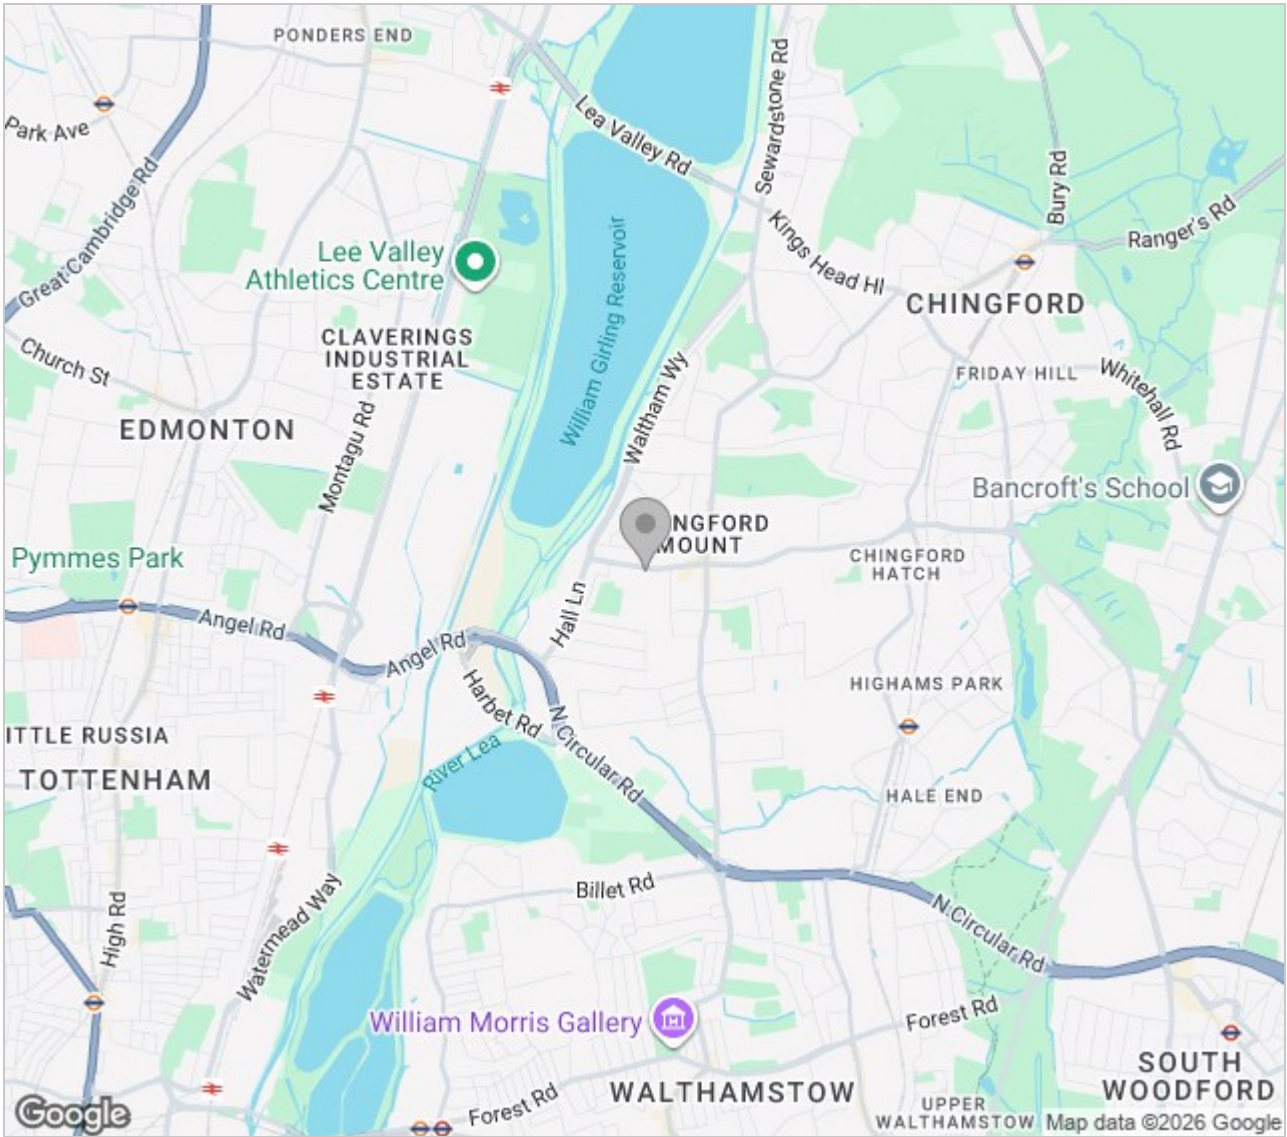 PONDERS END
Park Ave
Great Cambridge Rd
Lea Valley Rd
Sewardstone Rd
Bury Rd
Ranger's Rd
Kings Head Hl
Lee Valley
Athletics Centre
William Girling Reservoir
CHINGFORD
CLAVERINGS
INDUSTRIAL
ESTATE
Church St
FRIDAY HILL
Whitehall Rd
Waltham Wy
EDMONTON
Montagu Rd
Bancroft's School
NGFORD
MOUNT
CHINGFORD
HATCH
Pymmes Park
Angel Rd
Angel Rd
Hall Ln
Harbet Rd
HIGHAMS PARK
ITTLE RUSSIA
TOTTENHAM
River Lea
N Circular Rd
HALE END
Billet Rd
High Rd
Watermead Way
N Circular Rd
William Morris Gallery
Forest Rd
Forest Rd
WALTHAMSTOW
SOUTH
WOODFORD
UPPER
WALTHAMSTOW
Google
Map data ©2026 Google